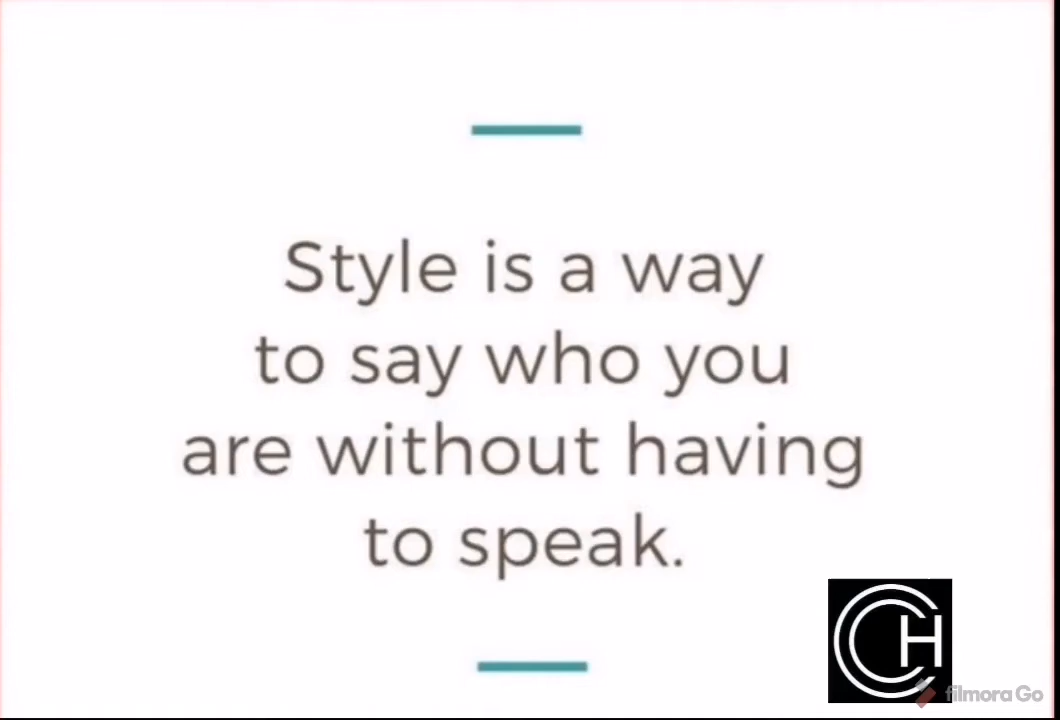 Style is a way
to say who you
are without having
to speak.
CH
filmora Go